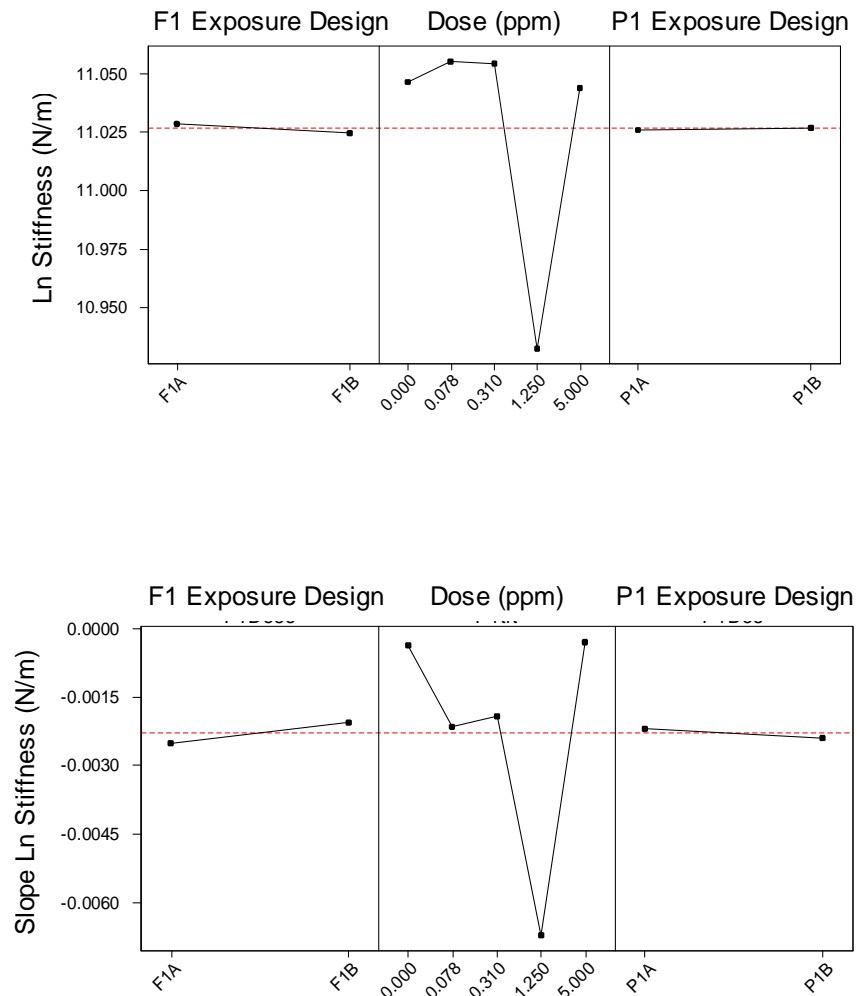 F1 Exposure Design Dose (ppm) P1 Exposure Design
Ln Stiffness (N/m)
11.050
11.025
11.000
10.975
10.950
F1A F1B 0.000 0.078 0.310 1.250 5.000 P1A P1B
F1 Exposure Design Dose (ppm) P1 Exposure Design
Slope Ln Stiffness (N/m)
0.0000
-0.0015
-0.0030
-0.0045
-0.0060
F1A F1B 0.000 0.078 0.310 1.250 5.000 P1A P1B